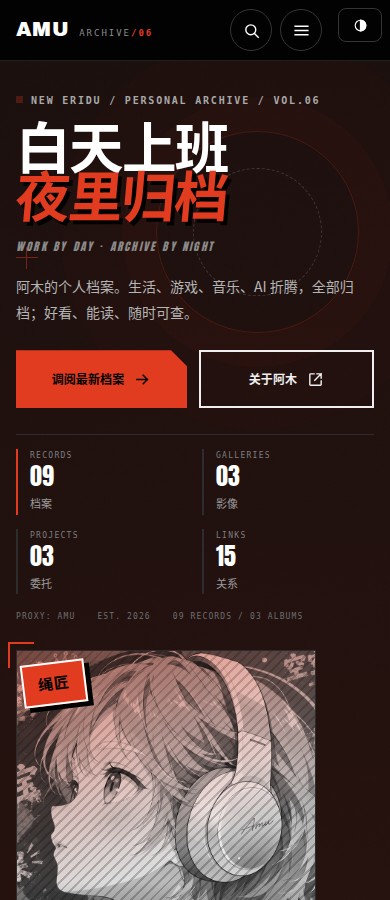 AMU ARCHIVE/06
NEW ERIDU / PERSONAL ARCHIVE / VOL.06
白天上班
夜里归档
WORK BY DAY · ARCHIVE BY NIGHT
阿木的个人档案。生活、游戏、音乐、AI 折腾，全部归
档；好看、能读、随时可查。
调阅最新档案 →
关于阿木
RECORDS
09
档案
GALLERIES
03
影像
PROJECTS
03
委托
LINKS
15
关系
PROXY: AMU EST. 2026 09 RECORDS / 03 ALBUMS
绳匠
Amu